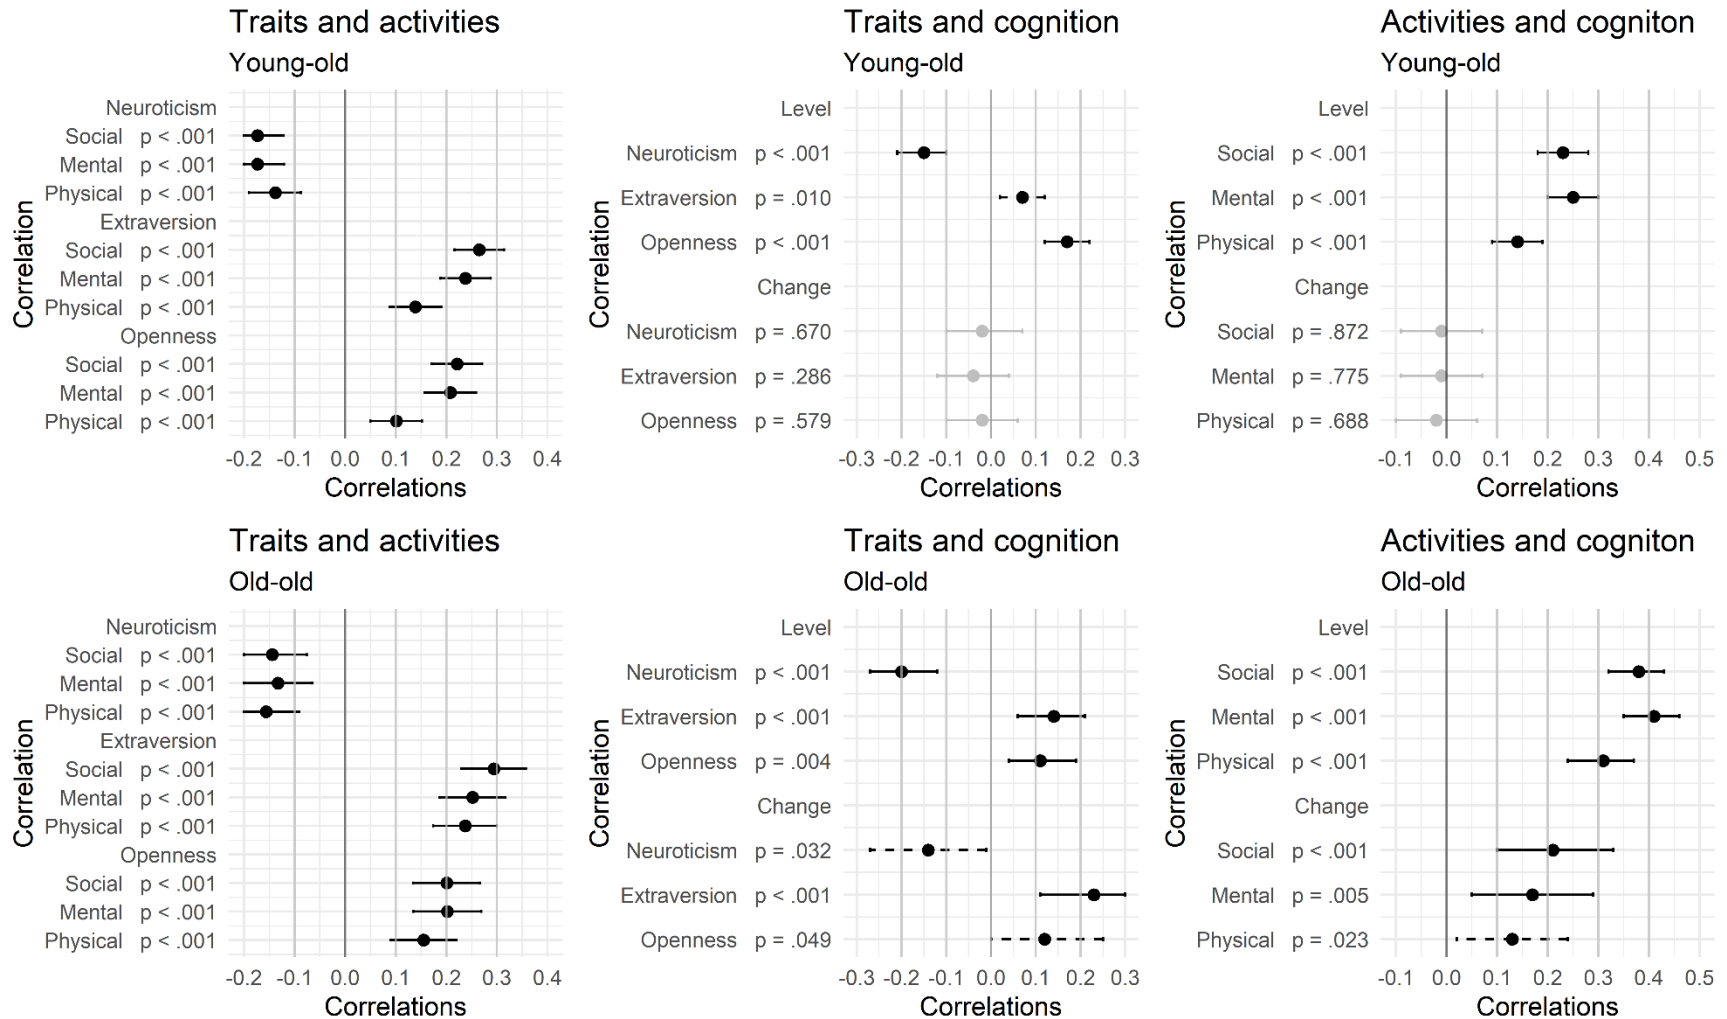 Traits and activities
Young-old
Correlation
Neuroticism
Social p < .001
Mental p < .001
Physical p < .001
Extraversion
Social p < .001
Mental p < .001
Physical p < .001
Openness
Social p < .001
Mental p < .001
Physical p < .001
-0.2 -0.1 0.0 0.1 0.2 0.3 0.4
Correlations
Traits and cognition
Young-old
Correlation
Level
Neuroticism p < .001
Extraversion p = .010
Openness p < .001
Change
Neuroticism p = .670
Extraversion p = .286
Openness p = .579
-0.3 -0.2 -0.1 0.0 0.1 0.2 0.3
Correlations
Activities and cogniton
Young-old
Correlation
Level
Social p < .001
Mental p < .001
Physical p < .001
Change
Social p = .872
Mental p = .775
Physical p = .688
-0.1 0.0 0.1 0.2 0.3 0.4 0.5
Correlations
Traits and activities
Old-old
Correlation
Neuroticism
Social p < .001
Mental p < .001
Physical p < .001
Extraversion
Social p < .001
Mental p < .001
Physical p < .001
Openness
Social p < .001
Mental p < .001
Physical p < .001
-0.2 -0.1 0.0 0.1 0.2 0.3 0.4
Correlations
Traits and cognition
Old-old
Correlation
Level
Neuroticism p < .001
Extraversion p < .001
Openness p = .004
Change
Neuroticism p = .032
Extraversion p < .001
Openness p = .049
-0.3 -0.2 -0.1 0.0 0.1 0.2 0.3
Correlations
Activities and cogniton
Old-old
Correlation
Level
Social p < .001
Mental p < .001
Physical p < .001
Change
Social p < .001
Mental p = .005
Physical p = .023
-0.1 0.0 0.1 0.2 0.3 0.4 0.5
Correlations